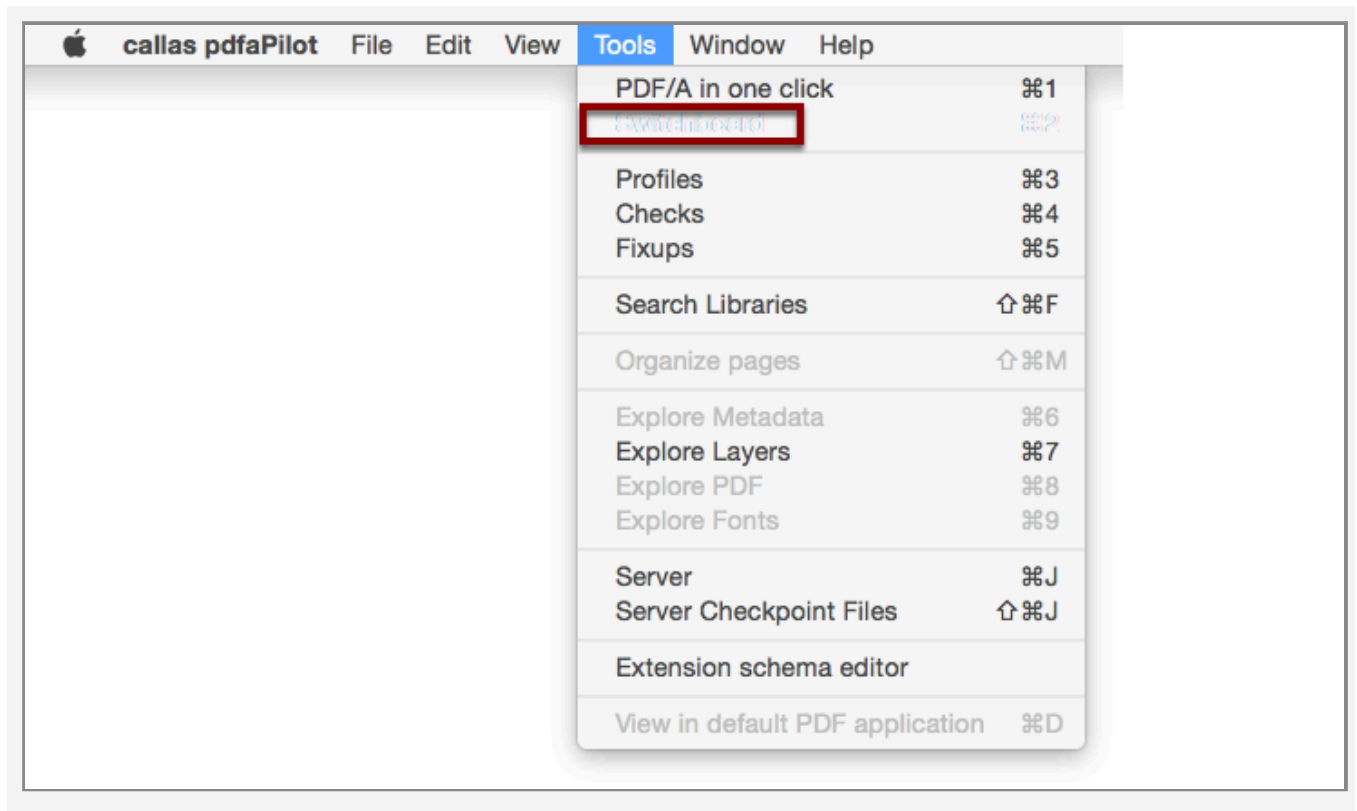 callas pdfaPilot File Edit View Tools Window Help
PDF/A in one click ⌘1
Switchboard ⌘2
Profiles ⌘3
Checks ⌘4
Fixups ⌘5
Search Libraries ⇧⌘F
Organize pages ⇧⌘M
Explore Metadata ⌘6
Explore Layers ⌘7
Explore PDF ⌘8
Explore Fonts ⌘9
Server ⌘J
Server Checkpoint Files ⇧⌘J
Extension schema editor
View in default PDF application ⌘D